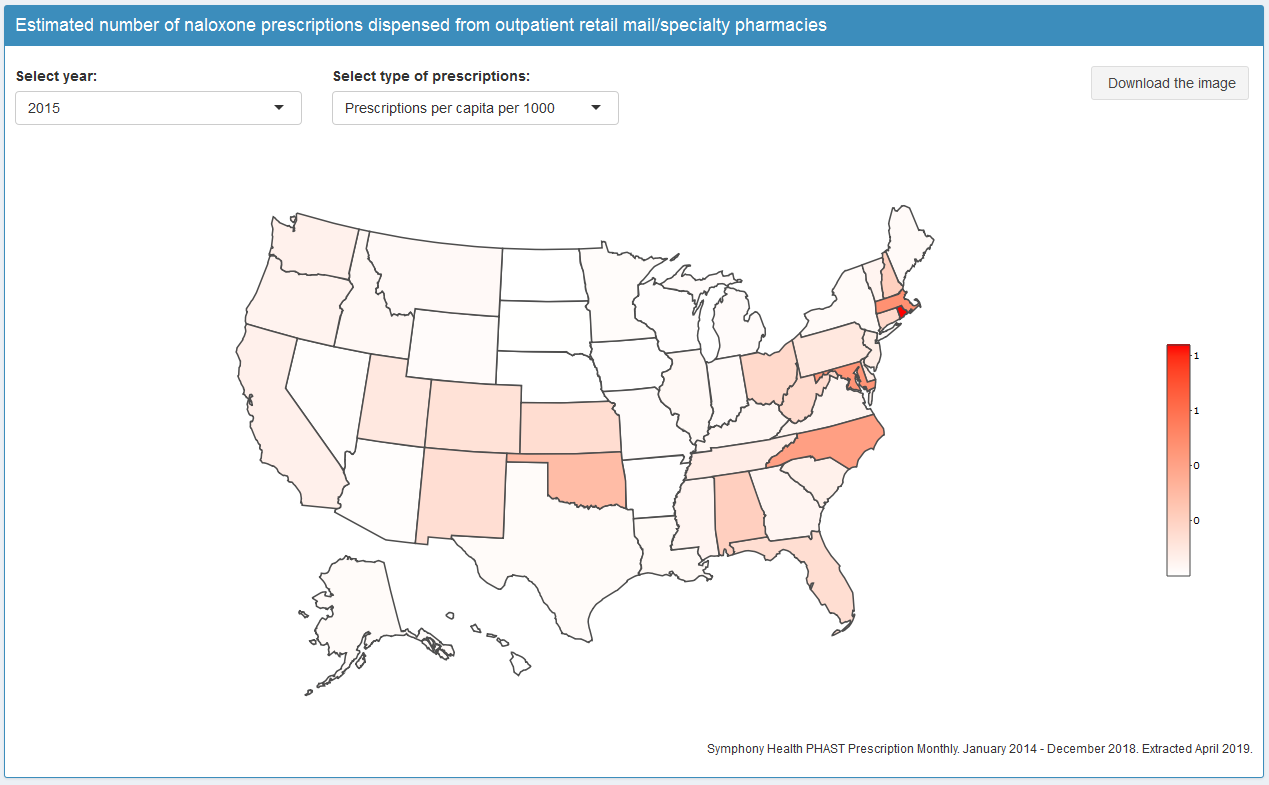 Estimated number of naloxone prescriptions dispensed from outpatient retail mail/specialty pharmacies
Select year:
Select type of prescriptions:
2015
Prescriptions per capita per 1000
Download the image
1
1
0
0
Symphony Health PHAST Prescription Monthly. January 2014 - December 2018. Extracted April 2019.